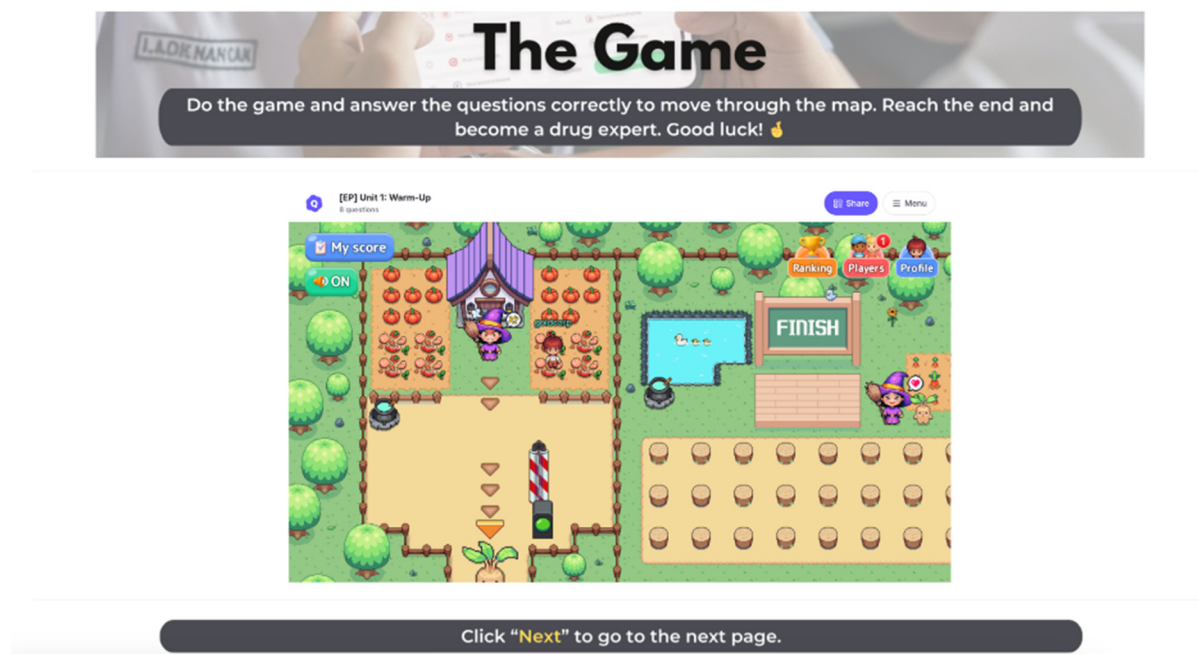 The Game
Do the game and answer the questions correctly to move through the map. Reach the end and
become a drug expert. Good luck! 🤞
Q
[EP] Unit 1: Warm-Up
8 questions
Share
Menu
My score
ON
1
Ranking
Players
Profile
FINISH
Click “Next” to go to the next page.